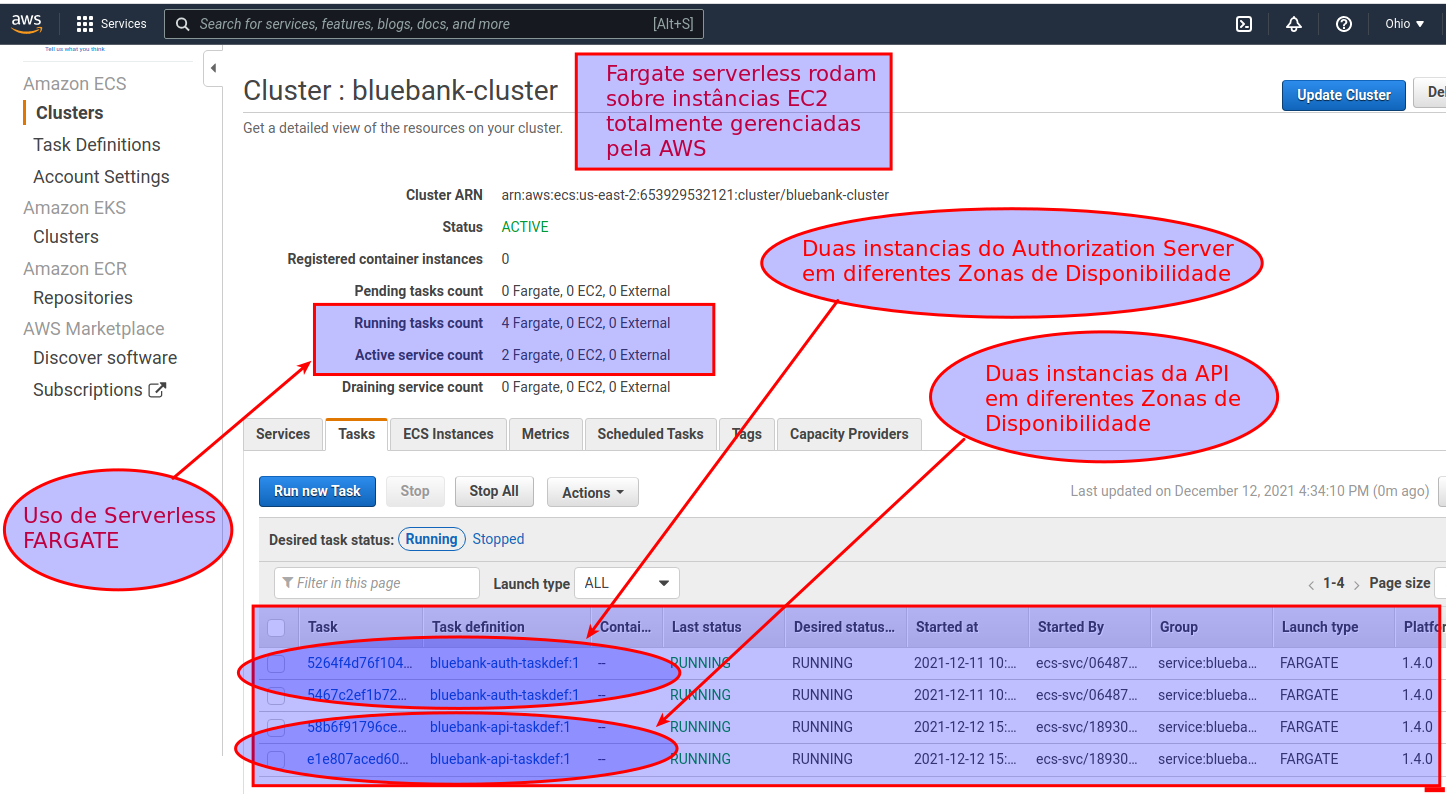 aws Services Search for services, features, blogs, docs, and more [Alt+S] Ohio
Tell us what you think
Amazon ECS
Clusters
Task Definitions
Account Settings
Amazon EKS
Clusters
Amazon ECR
Repositories
AWS Marketplace
Discover software
Subscriptions
Cluster : bluebank-cluster
Get a detailed view of the resources on your cluster.
Fargate serverless rodam
sobre instâncias EC2
totalmente gerenciadas
pela AWS
Update Cluster
Cluster ARN arn:aws:ecs:us-east-2:653929532121:cluster/bluebank-cluster
Status ACTIVE
Registered container instances 0
Pending tasks count 0 Fargate, 0 EC2, 0 External
Running tasks count 4 Fargate, 0 EC2, 0 External
Active service count 2 Fargate, 0 EC2, 0 External
Draining service count 0 Fargate, 0 EC2, 0 External
Duas instancias do Authorization Server
em diferentes Zonas de Disponibilidade
Duas instancias da API
em diferentes Zonas de
Disponibilidade
Uso de Serverless
FARGATE
Services Tasks ECS Instances Metrics Scheduled Tasks Tags Capacity Providers
Run new Task Stop Stop All Actions Last updated on December 12, 2021 4:34:10 PM (0m ago)
Desired task status: Running Stopped
Filter in this page Launch type ALL 1-4 Page size
Task Task definition Contai... Last status Desired status... Started at Started By Group Launch type Platfor
5264f4d76f104... bluebank-auth-taskdef:1 -- RUNNING RUNNING 2021-12-11 10:... ecs-svc/06487... service:blueba... FARGATE 1.4.0
5467c2ef1b72... bluebank-auth-taskdef:1 -- RUNNING RUNNING 2021-12-11 10:... ecs-svc/06487... service:blueba... FARGATE 1.4.0
58b6f91796ce... bluebank-api-taskdef:1 -- RUNNING RUNNING 2021-12-12 15:... ecs-svc/18930... service:blueba... FARGATE 1.4.0
e1e807aced60... bluebank-api-taskdef:1 -- RUNNING RUNNING 2021-12-12 15:... ecs-svc/18930... service:blueba... FARGATE 1.4.0